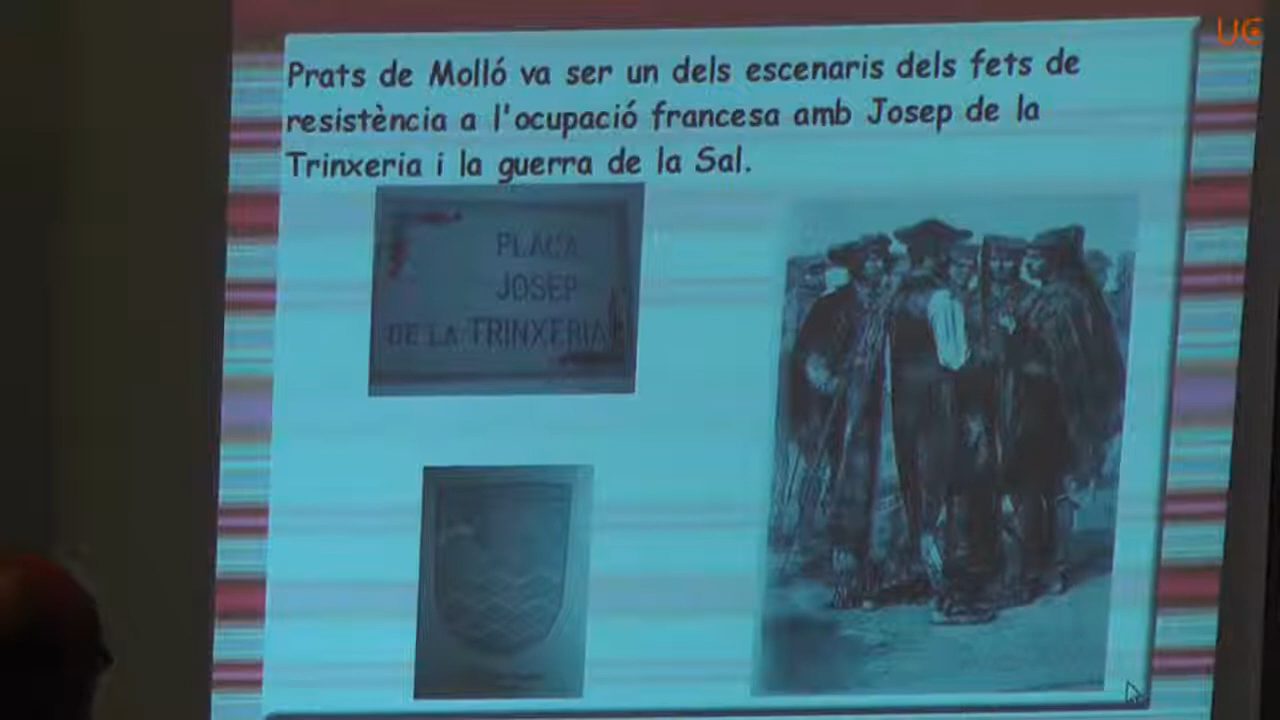 Prats de Molló va ser un dels escenaris dels fets de
resistència a l'ocupació francesa amb Josep de la
Trinxeria i la guerra de la Sal.
PLAÇA
JOSEP
DE LA TRINXERIA
UG